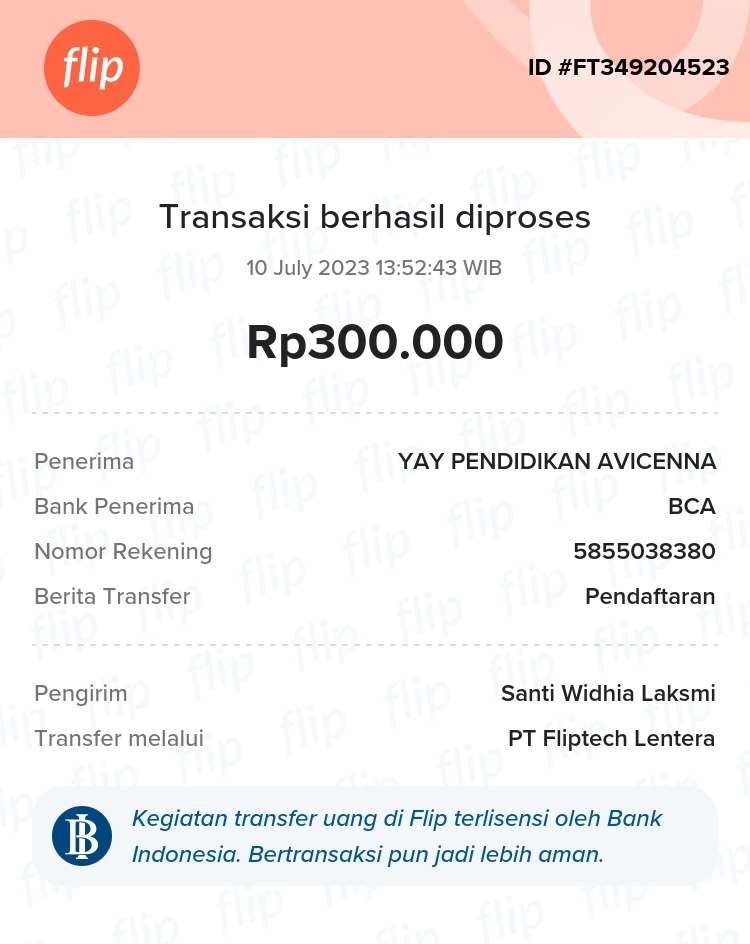 flip
ID #FT349204523
Transaksi berhasil diproses
10 July 2023 13:52:43 WIB
Rp300.000
Penerima YAY PENDIDIKAN AVICENNA
Bank Penerima BCA
Nomor Rekening 5855038380
Berita Transfer Pendaftaran
Pengirim Santi Widhia Laksmi
Transfer melalui PT Fliptech Lentera
Kegiatan transfer uang di Flip terlisensi oleh Bank
Indonesia. Bertransaksi pun jadi lebih aman.